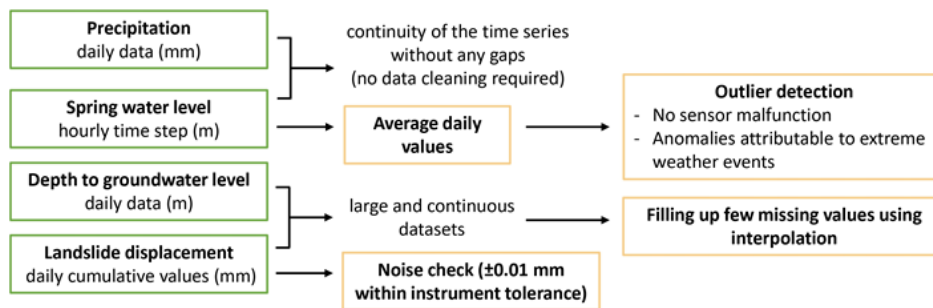 Precipitation
daily data (mm)
continuity of the time series
without any gaps
(no data cleaning required)
Spring water level
hourly time step (m)
Average daily
values
Outlier detection
- No sensor malfunction
- Anomalies attributable to extreme
weather events
Depth to groundwater level
daily data (m)
large and continuous
datasets
Filling up few missing values using
interpolation
Landslide displacement
daily cumulative values (mm)
Noise check (±0.01 mm
within instrument tolerance)